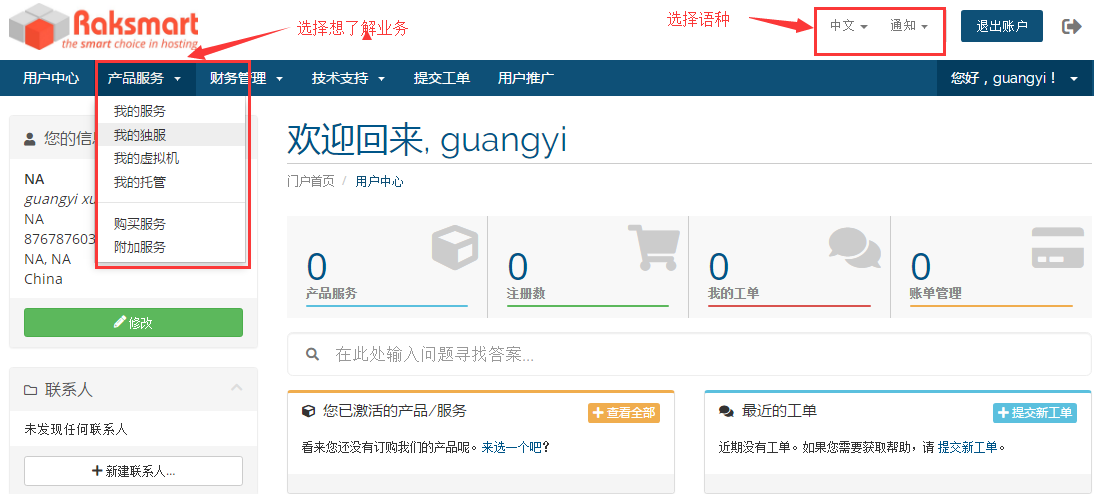 Raksmart
the smart choice in hosting
选择想了解业务
选择语种
中文
通知
退出账户
用户中心
产品服务
财务管理
技术支持
提交工单
用户推广
您好，guangyi！
我的服务
我的独服
我的虚拟机
我的托管
购买服务
附加服务
您的信
NA
guangyi xu
NA
876787603
NA, NA
China
修改
联系人
未发现任何联系人
新建联系人...
欢迎回来, guangyi
门户首页 / 用户中心
0
产品服务
0
注册数
0
我的工单
0
账单管理
在此处输入问题寻找答案...
您已激活的产品/服务
查看全部
看来您还没有订购我们的产品呢。来选一个吧?
最近的工单
提交新工单
近期没有工单。如果您需要获取帮助，请 提交新工单。